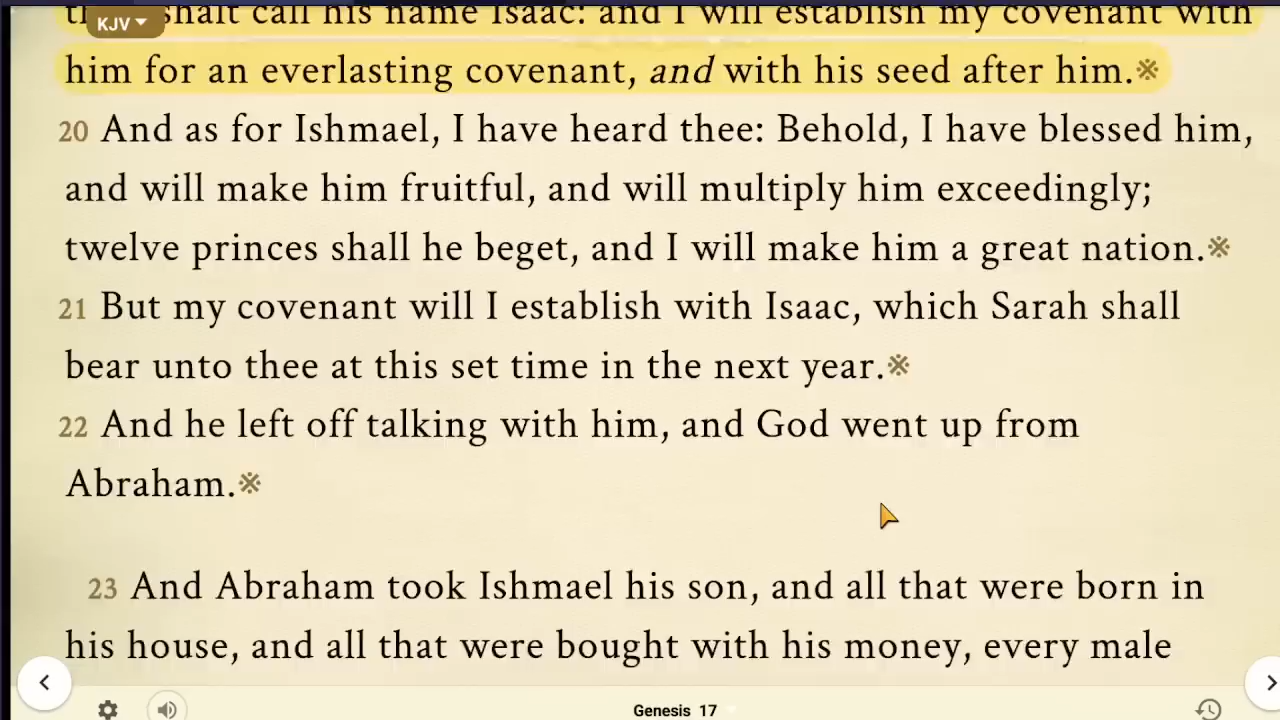 shalt call his name Isaac: and I will establish my covenant with
KJV
him for an everlasting covenant, and with his seed after him.※
20 And as for Ishmael, I have heard thee: Behold, I have blessed him,
and will make him fruitful, and will multiply him exceedingly;
twelve princes shall he beget, and I will make him a great nation.※
21 But my covenant will I establish with Isaac, which Sarah shall
bear unto thee at this set time in the next year.※
22 And he left off talking with him, and God went up from
Abraham.※
23 And Abraham took Ishmael his son, and all that were born in
his house, and all that were bought with his money, every male
Genesis 17